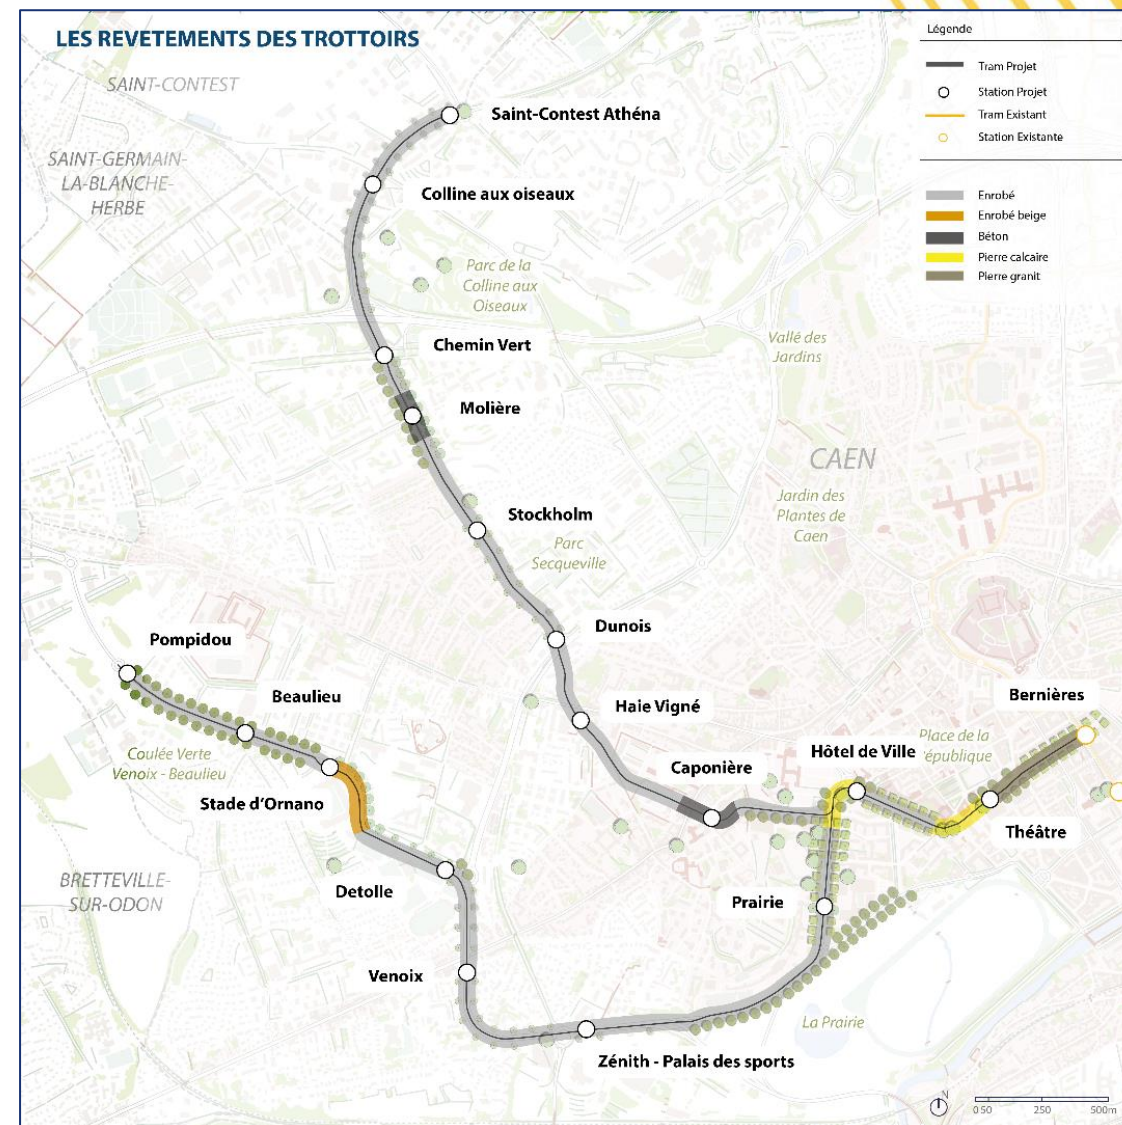 LES REVÊTEMENTS DES TROTTOIRS
Légende
Tram Projet
Station Projet
Tram Existant
Station Existante
Enrobé
Enrobé beige
Béton
Pierre calcaire
Pierre granit
SAINT-CONTEST
Saint-Contest Athéna
SAINT-GERMAIN-
LA-BLANCHE-
HERBE
Colline aux oiseaux
Parc de la
Colline aux
Oiseaux
Chemin Vert
Vallé des
Jardins
Molière
CAEN
Jardin des
Plantes de
Caen
Stockholm
Parc
Secqueville
Dunois
Pompidou
Beaulieu
Haie Vigné
Bernières
Place de la
république
Hôtel de Ville
Coulée Verte
Venoix - Beaulieu
Caponière
Stade d'Ornano
Théâtre
BRETTEVILLE-
SUR-ODON
Detolle
Prairie
Venoix
La Prairie
Zénith - Palais des sports
N
0 50 250 500m